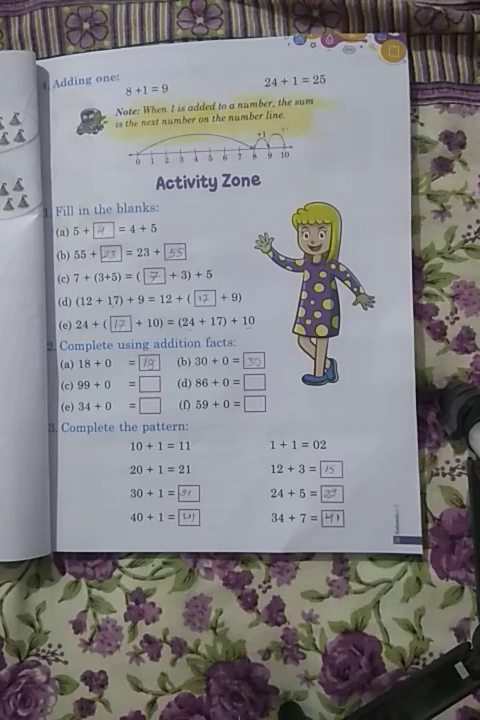 4. Adding one:
8 +1 = 9 24 + 1 = 25
Note: When 1 is added to a number, the sum
is the next number on the number line.
+1
0 1 2 3 4 5 6 7 8 9 10
Activity Zone
1. Fill in the blanks:
(a) 5 + 4 = 4 + 5
(b) 55 + 23 = 23 + 55
(c) 7 + (3+5) = ( 7 + 3) + 5
(d) (12 + 17) + 9 = 12 + ( 17 + 9)
(e) 24 + ( 17 + 10) = (24 + 17) + 10
2. Complete using addition facts:
(a) 18 + 0 = 18 (b) 30 + 0 = 30
(c) 99 + 0 = (d) 86 + 0 =
(e) 34 + 0 = (f) 59 + 0 =
3. Complete the pattern:
10 + 1 = 11 1 + 1 = 02
20 + 1 = 21 12 + 3 = 15
30 + 1 = 31 24 + 5 = 29
40 + 1 = 41 34 + 7 = 41